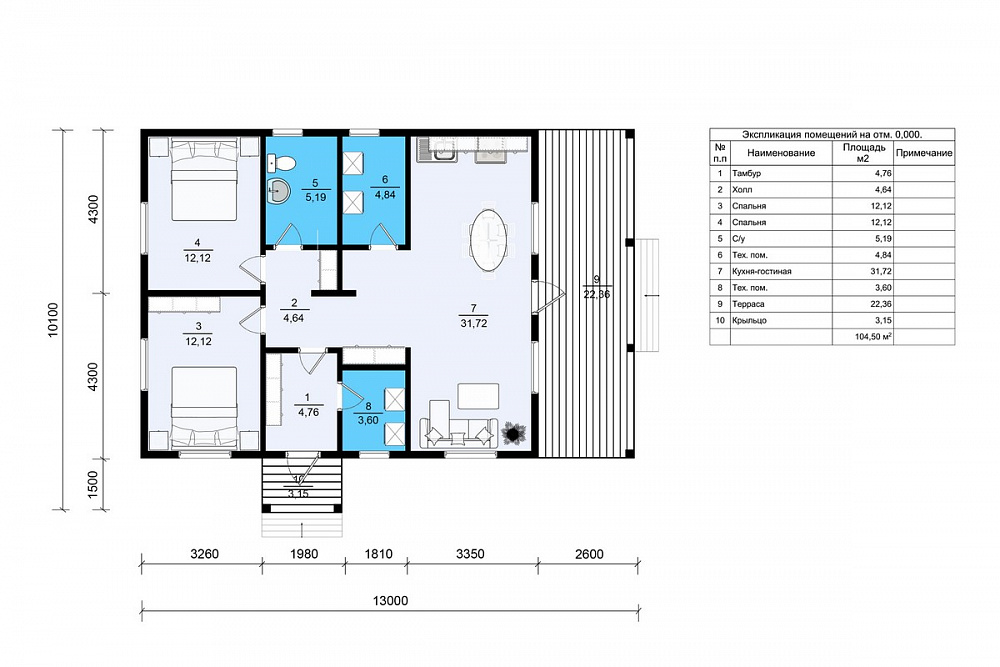 Экспликация помещений на отм. 0,000.
№ п.п Наименование Площадь м2 Примечание
1 Тамбур 4,76
2 Холл 4,64
3 Спальня 12,12
4 Спальня 12,12
5 С/у 5,19
6 Тех. пом. 4,84
7 Кухня-гостиная 31,72
8 Тех. пом. 3,60
9 Терраса 22,36
10 Крыльцо 3,15
104,50 м²
4
12,12
5
5,19
6
4,84
9
22,36
2
4,64
7
31,72
3
12,12
1
4,76
8
3,60
10
3,15
4300
4300
1500
10100
3260 1980 1810 3350 2600
13000